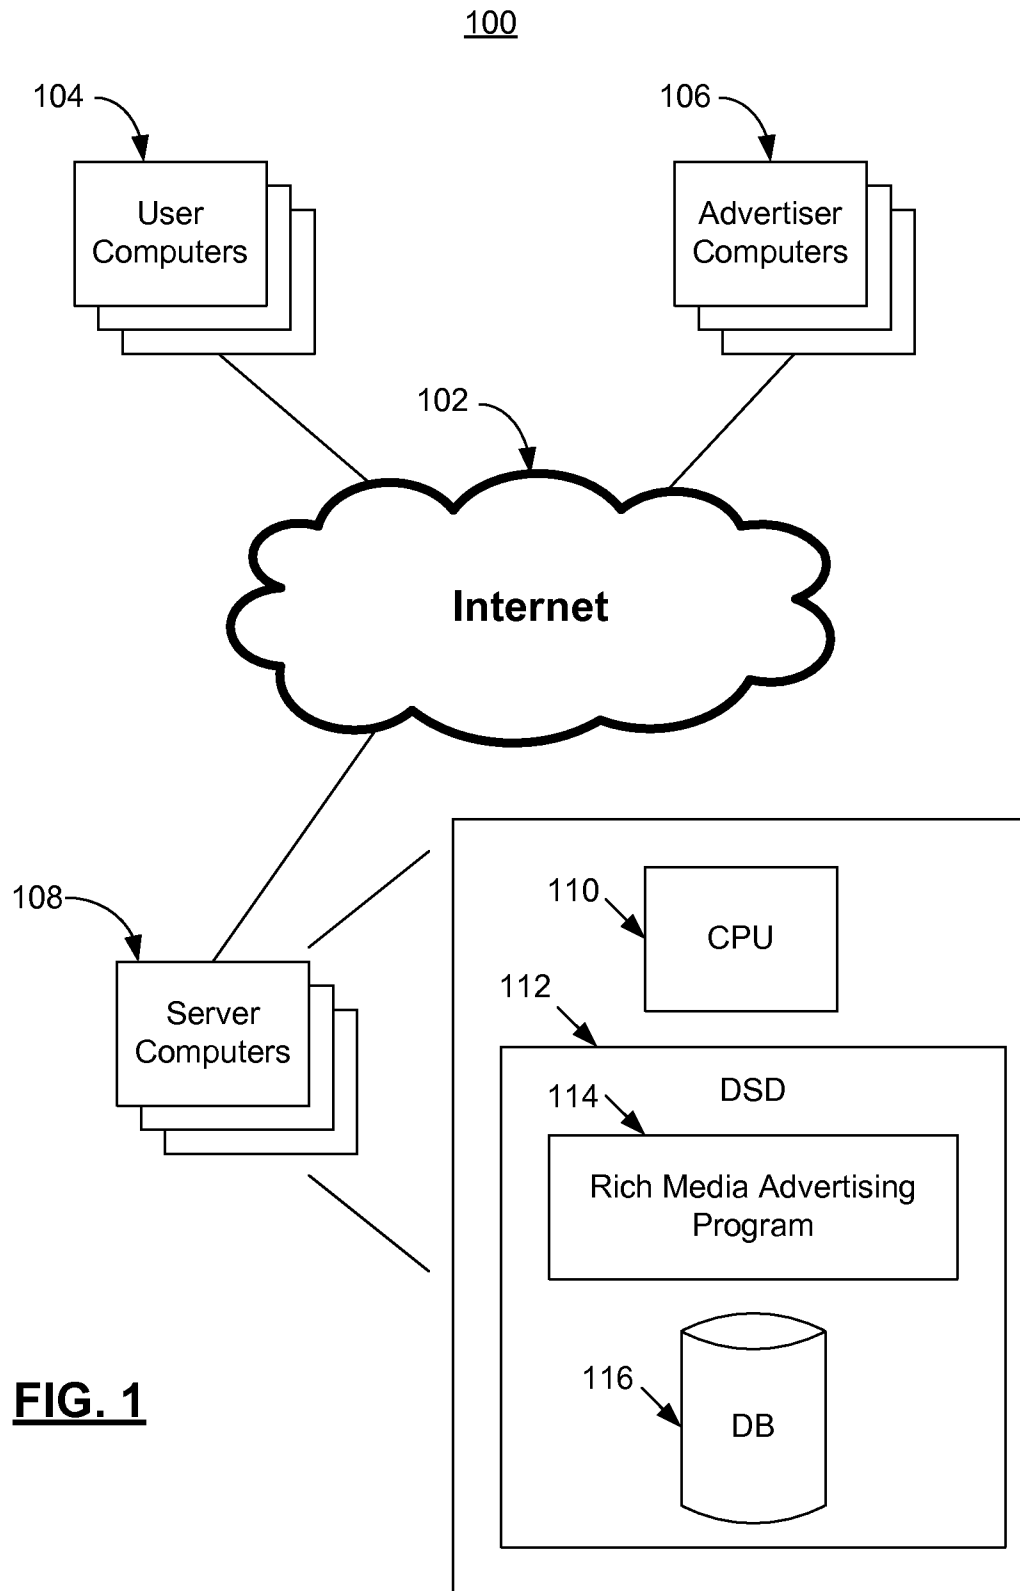 100
104
106
User
Computers
Advertiser
Computers
102
Internet
108
Server
Computers
110
CPU
112
DSD
114
Rich Media Advertising
Program
116
DB
FIG. 1